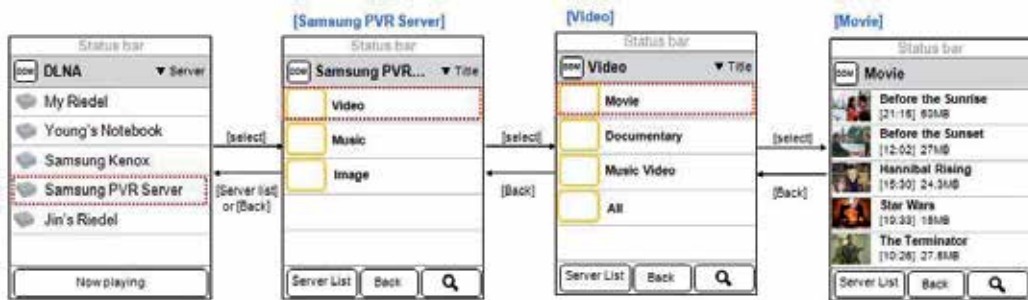 [Samsung PVR Server]
[Video]
[Movie]
Status bar
DLNA
▼ Server
My Riedel
Young's Notebook
Samsung Kenox
Samsung PVR Server
Jin's Riedel
Now playing
[select]
[Server list]
or [Back]
Status bar
Samsung PVR...
▼ Title
Video
Music
Image
Server List
Back
[select]
[Back]
Status bar
Video
▼ Title
Movie
Documentary
Music Video
All
Server List
Back
[select]
[Back]
Status bar
Movie
Before the Sunrise
[21:16] 60MB
Before the Sunset
[12:02] 27MB
Hannibal Rising
[15:30] 24.3MB
Star Wars
[19:33] 18MB
The Terminator
[10:26] 27.8MB
Server List
Back